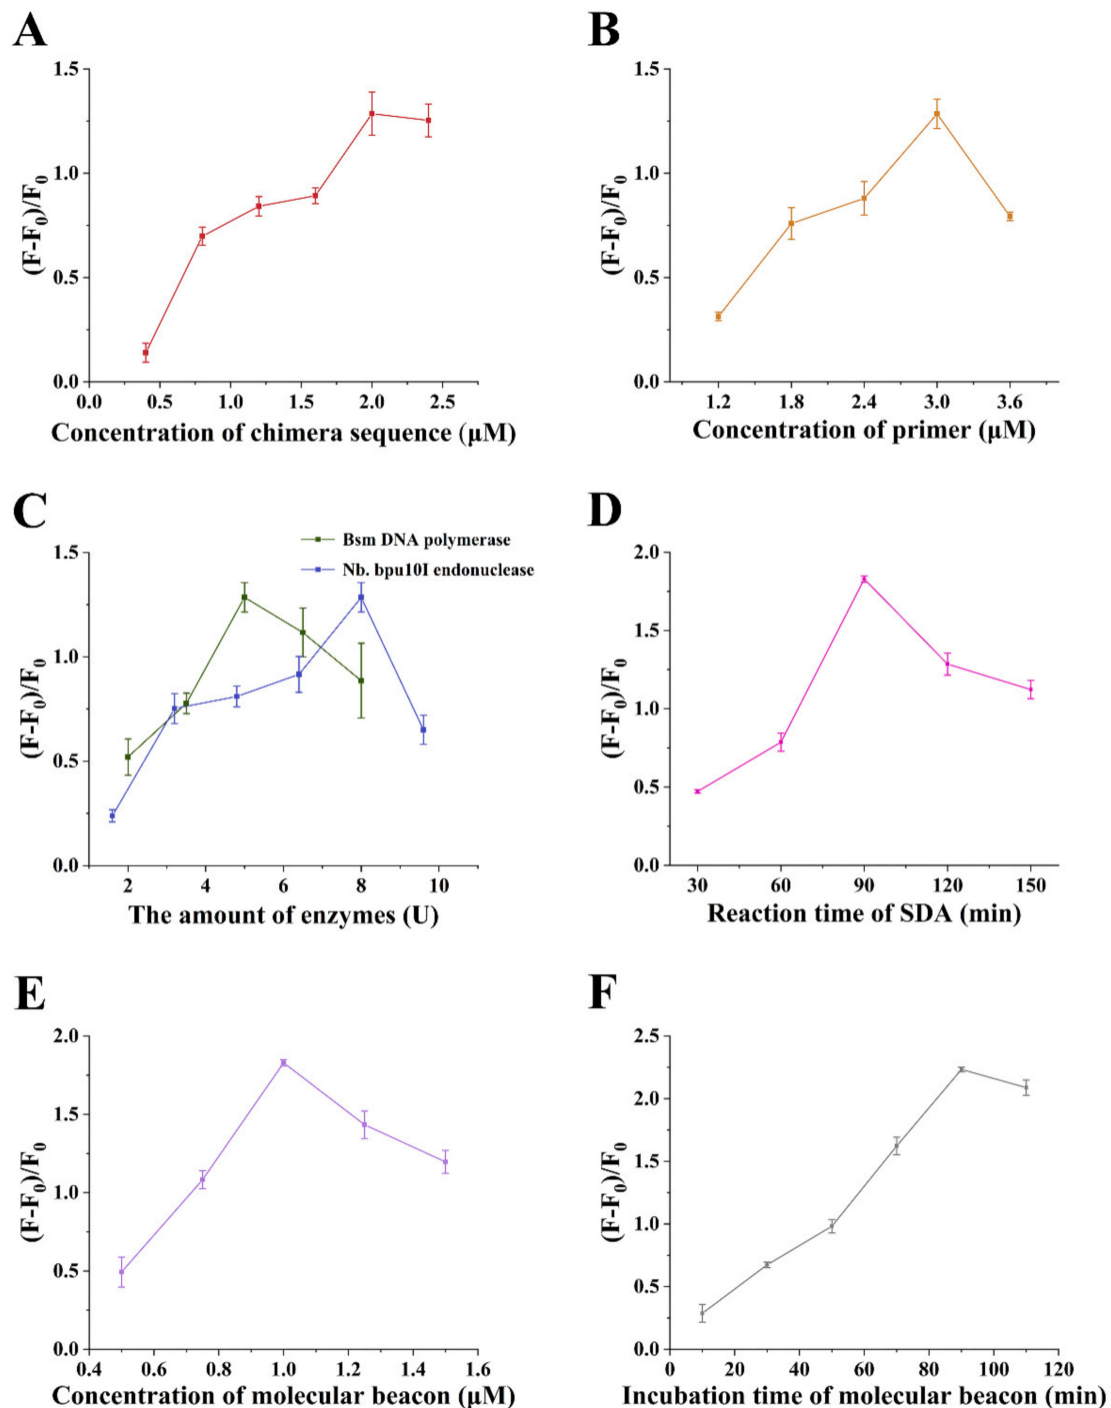 A
B
1.5
1.0
0.5
0.0
(F-F0)/F0
0.0 0.5 1.0 1.5 2.0 2.5
Concentration of chimera sequence (μM)
1.5
1.0
0.5
0.0
(F-F0)/F0
1.2 1.8 2.4 3.0 3.6
Concentration of primer (μM)
C
D
Bsm DNA polymerase
Nb. bpu10I endonuclease
1.5
1.0
0.5
0.0
(F-F0)/F0
2 4 6 8 10
The amount of enzymes (U)
2.0
1.5
1.0
0.5
0.0
(F-F0)/F0
30 60 90 120 150
Reaction time of SDA (min)
E
F
2.0
1.5
1.0
0.5
0.0
(F-F0)/F0
0.4 0.6 0.8 1.0 1.2 1.4 1.6
Concentration of molecular beacon (μM)
2.5
2.0
1.5
1.0
0.5
0.0
(F-F0)/F0
0 20 40 60 80 100 120
Incubation time of molecular beacon (min)